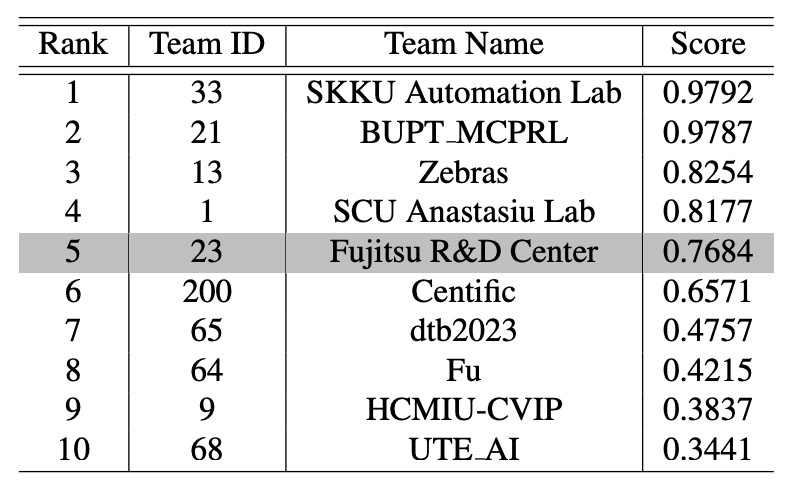 Rank Team ID Team Name Score
1 33 SKKU Automation Lab 0.9792
2 21 BUPT_MCPRL 0.9787
3 13 Zebras 0.8254
4 1 SCU Anastasiu Lab 0.8177
5 23 Fujitsu R&D Center 0.7684
6 200 Centific 0.6571
7 65 dtb2023 0.4757
8 64 Fu 0.4215
9 9 HCMIU-CVIP 0.3837
10 68 UTE_AI 0.3441